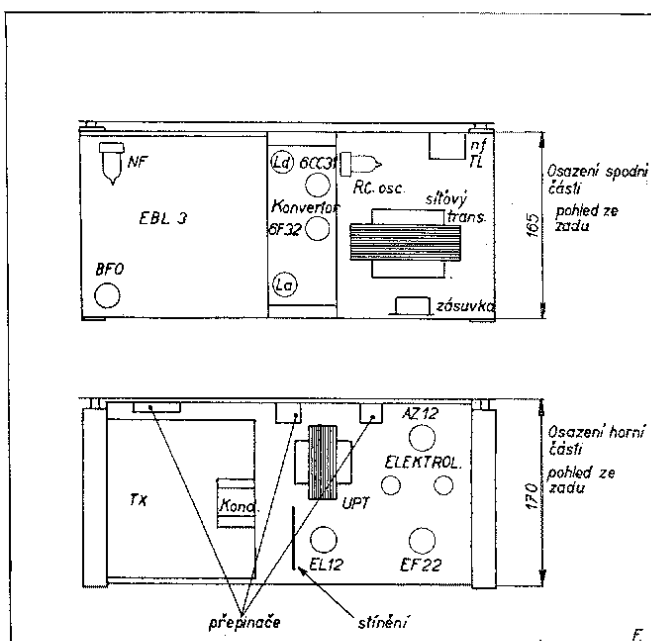 NF
EBL 3
BFO
Ld
6CC31
Konvertor
6F32
La
RC. osc.
nf
TL
síťový
trans.
zásuvka
165
Osazení spodní
části
pohled ze
zadu
TX
Kond.
UPT
AZ12
ELEKTROL.
EL12
EF22
170
Osazení horní
části
pohled ze
zadu
přepínače
stínění
F.